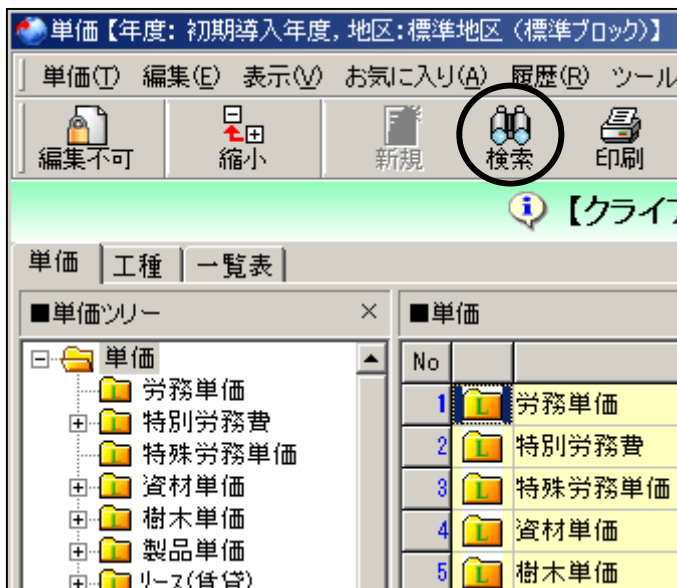 単価【年度: 初期導入年度, 地区:標準地区 (標準ブロック)】
単価(T) 編集(E) 表示(V) お気に入り(A) 履歴(R) ツール
編集不可 縮小 新規 検索 印刷
【クライア
単価 工種 一覧表
■単価ツリー × ■単価
単価
労務単価
特別労務費
特殊労務単価
資材単価
樹木単価
製品単価
リース(賃貸)
No
1 L 労務単価
2 L 特別労務費
3 L 特殊労務単価
4 L 資材単価
5 L 樹木単価